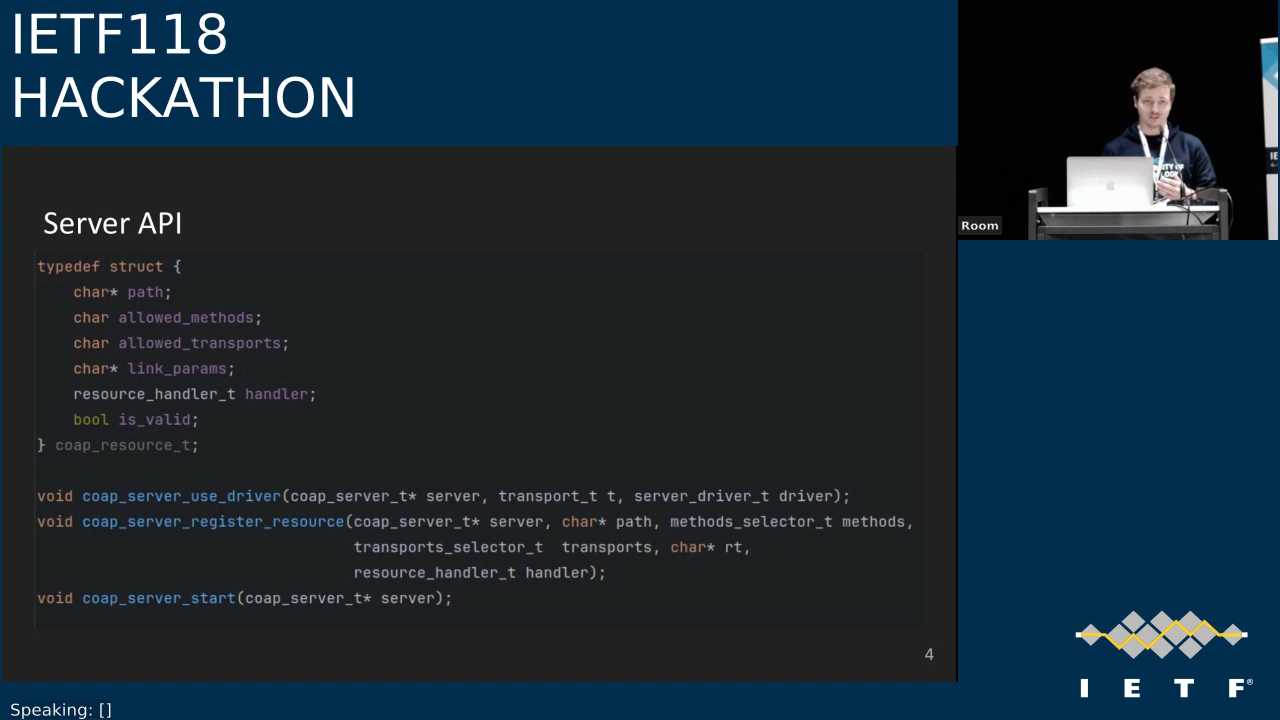 IETF118
HACKATHON
Server API
typedef struct {
    char* path;
    char allowed_methods;
    char allowed_transports;
    char* link_params;
    resource_handler_t handler;
    bool is_valid;
} coap_resource_t;
void coap_server_use_driver(coap_server_t* server, transport_t t, server_driver_t driver);
void coap_server_register_resource(coap_server_t* server, char* path, methods_selector_t methods,
                                   transports_selector_t  transports, char* rt,
                                   resource_handler_t handler);
void coap_server_start(coap_server_t* server);
4
Room
I E T F®
Speaking: []